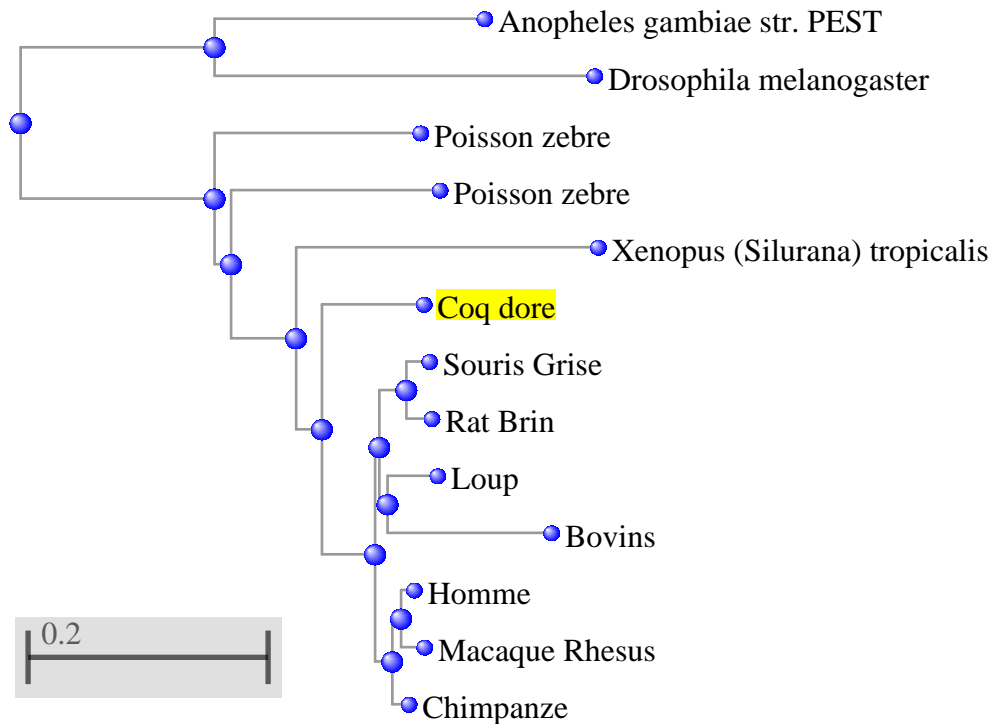 Anopheles gambiae str. PEST
Drosophila melanogaster
Poisson zebre
Poisson zebre
Xenopus (Silurana) tropicalis
Coq dore
Souris Grise
Rat Brin
Loup
Bovins
Homme
0.2
Macaque Rhesus
Chimpanze